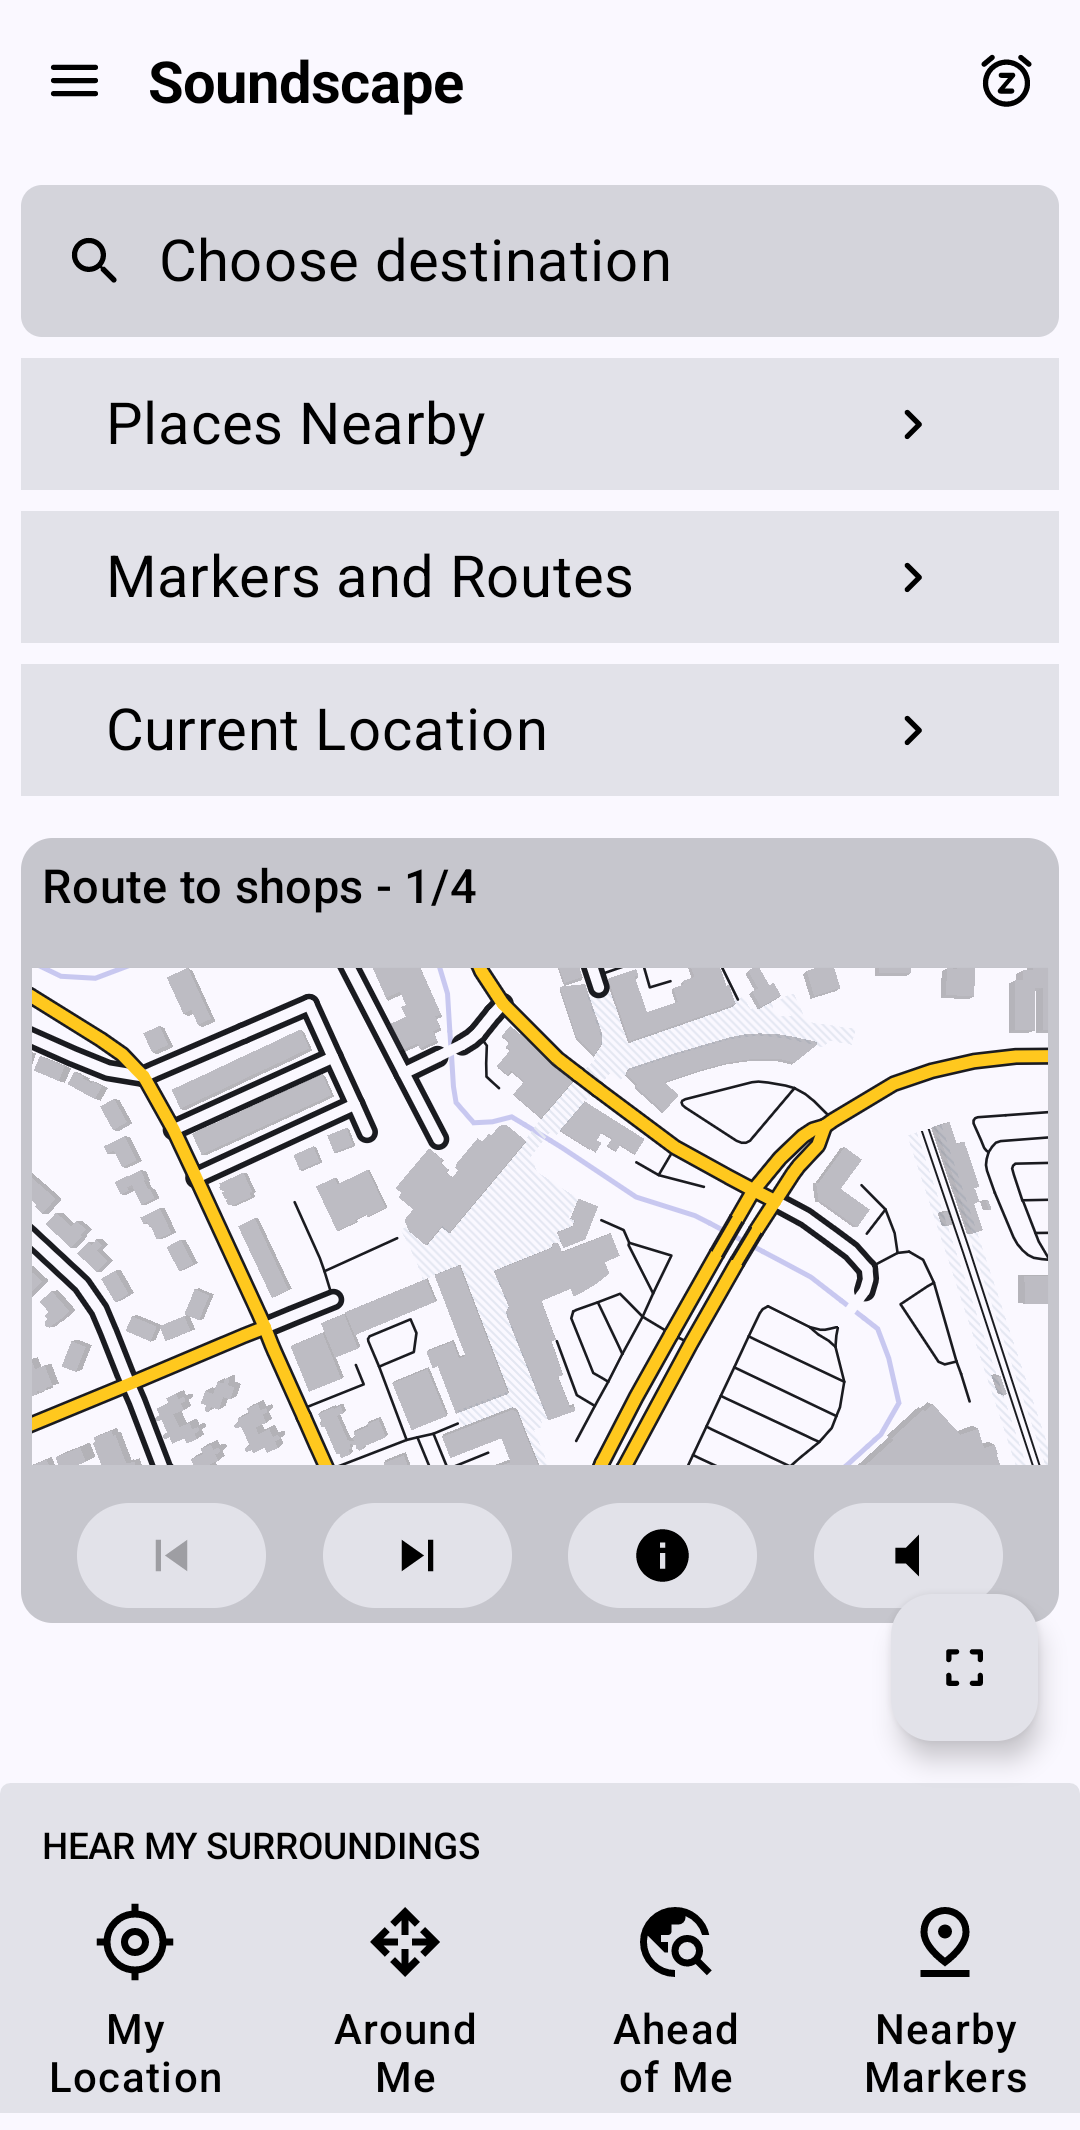 Soundscape
Choose destination
Places Nearby
Markers and Routes
Current Location
Route to shops - 1/4
HEAR MY SURROUNDINGS
My Location
Around Me
Ahead of Me
Nearby Markers